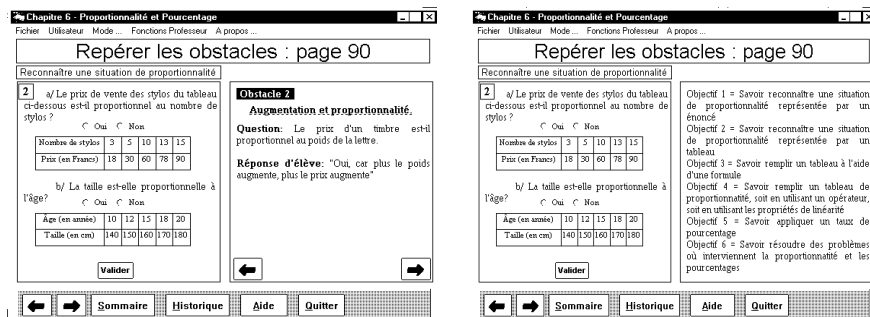 Chapitre 6 - Proportionnalité et Pourcentage
Fichier Utilisateur Mode ... Fonctions Professeur A propos ...
Repérer les obstacles : page 90
Reconnaître une situation de proportionnalité
2 a/ Le prix de vente des stylos du tableau
ci-dessous est-il proportionnel au nombre de
stylos ?
Oui Non
Nombre de stylos 3 5 10 13 15
Prix (en Francs) 18 30 60 78 90
b/ La taille est-elle proportionnelle à
l'âge? Oui Non
Âge (en année) 10 12 15 18 20
Taille (en cm) 140 150 160 170 180
Valider
Obstacle 2
Augmentation et proportionnalité.
Question: Le prix d'un timbre est-il
proportionnel au poids de la lettre.
Réponse d'élève: "Oui, car plus le poids
augmente, plus le prix augmente"
Sommaire Historique Aide Quitter
Chapitre 6 - Proportionnalité et Pourcentage
Fichier Utilisateur Mode ... Fonctions Professeur A propos ...
Repérer les obstacles : page 90
Reconnaître une situation de proportionnalité
2 a/ Le prix de vente des stylos du tableau
ci-dessous est-il proportionnel au nombre de
stylos ?
Oui Non
Nombre de stylos 3 5 10 13 15
Prix (en Francs) 18 30 60 78 90
b/ La taille est-elle proportionnelle à
l'âge? Oui Non
Âge (en année) 10 12 15 18 20
Taille (en cm) 140 150 160 170 180
Valider
Objectif 1 = Savoir reconnaître une situation
de proportionnalité représentée par un
énoncé
Objectif 2 = Savoir reconnaître une situation
de proportionnalité représentée par un
tableau
Objectif 3 = Savoir remplir un tableau à l'aide
d'une formule
Objectif 4 = Savoir remplir un tableau de
proportionnatité, soit en utilisant un opérateur,
soit en utilisant les propriétés de linéarité
Objectif 5 = Savoir appliquer un taux de
pourcentage
Objectif 6 = Savoir résoudre des problèmes
où interviennent la proportionnatité et les
pourcentages
Sommaire Historique Aide Quitter